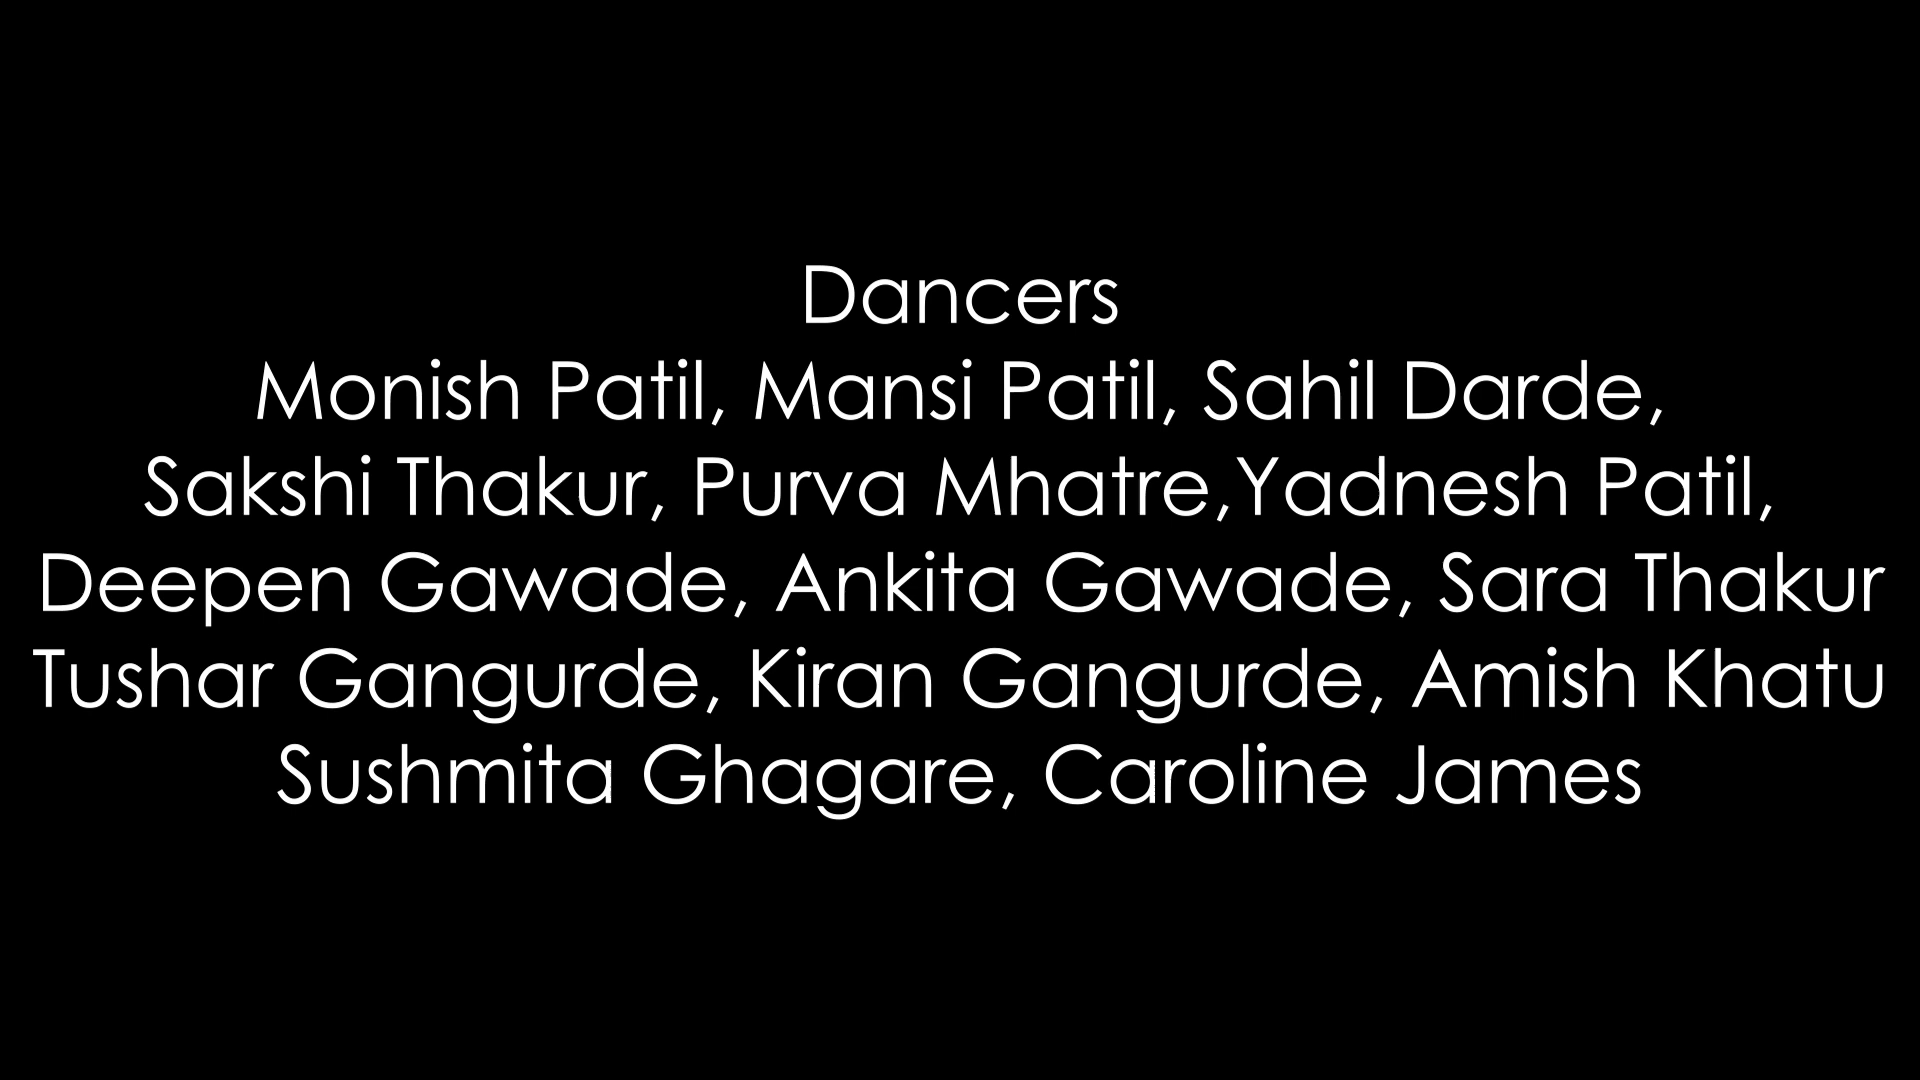 Dancers
Monish Patil, Mansi Patil, Sahil Darde,
Sakshi Thakur, Purva Mhatre,Yadnesh Patil,
Deepen Gawade, Ankita Gawade, Sara Thakur
Tushar Gangurde, Kiran Gangurde, Amish Khatu
Sushmita Ghagare, Caroline James